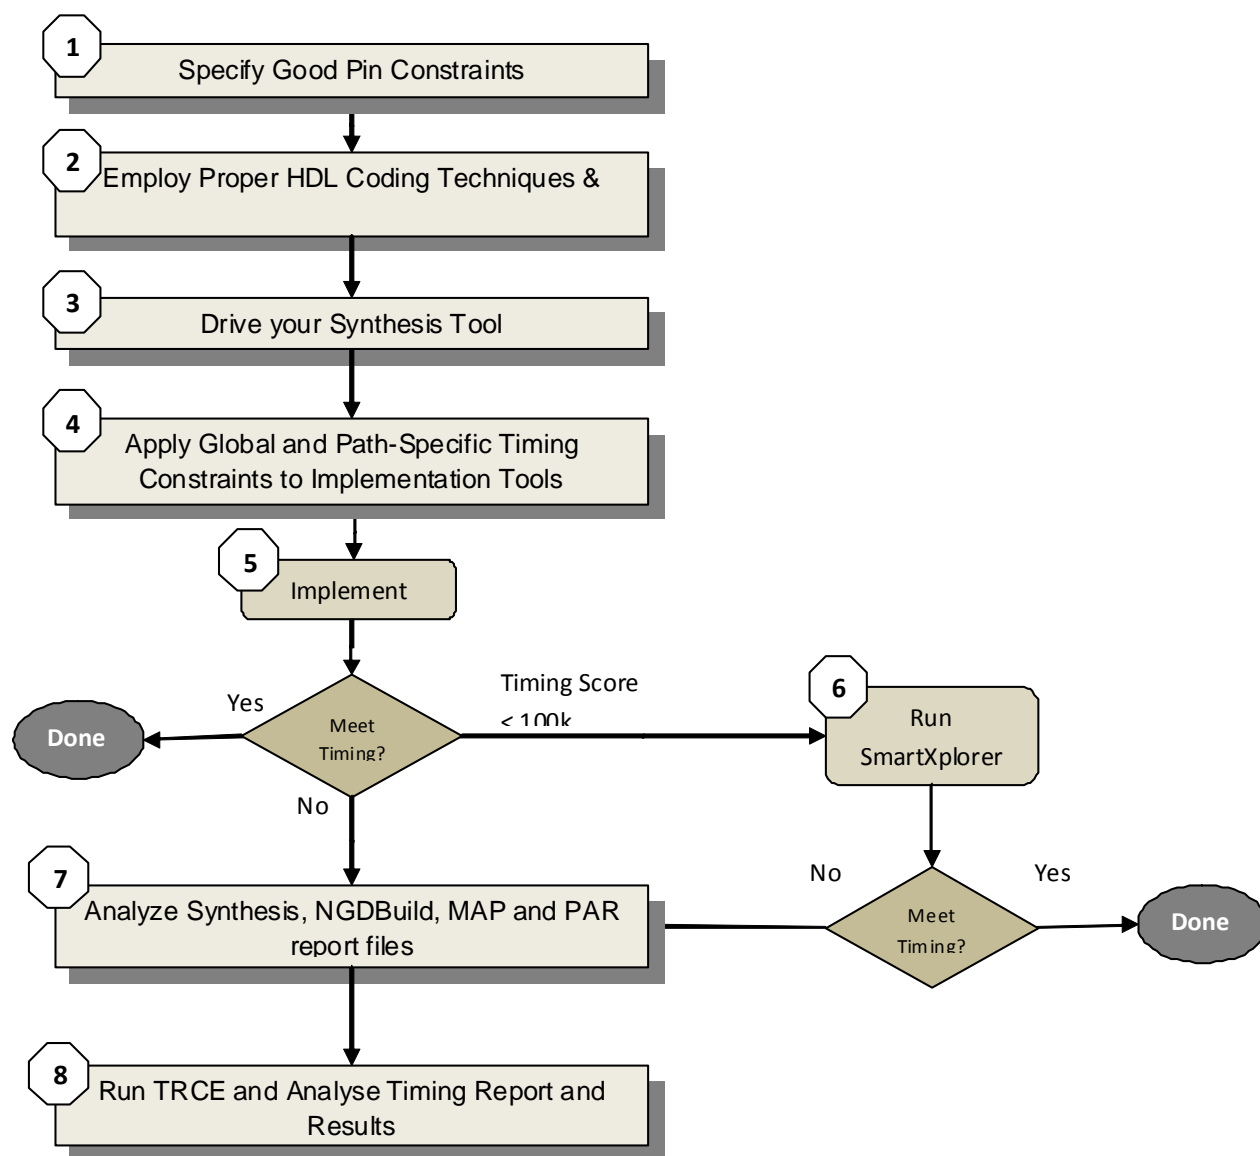 1
Specify Good Pin Constraints
2
Employ Proper HDL Coding Techniques &
3
Drive your Synthesis Tool
4
Apply Global and Path-Specific Timing
Constraints to Implementation Tools
5
Implement
Yes
Meet
Timing?
Done
No
Timing Score
< 100k
6
Run
SmartXplorer
No
Meet
Timing?
Yes
Done
7
Analyze Synthesis, NGDBuild, MAP and PAR
report files
8
Run TRCE and Analyse Timing Report and
Results